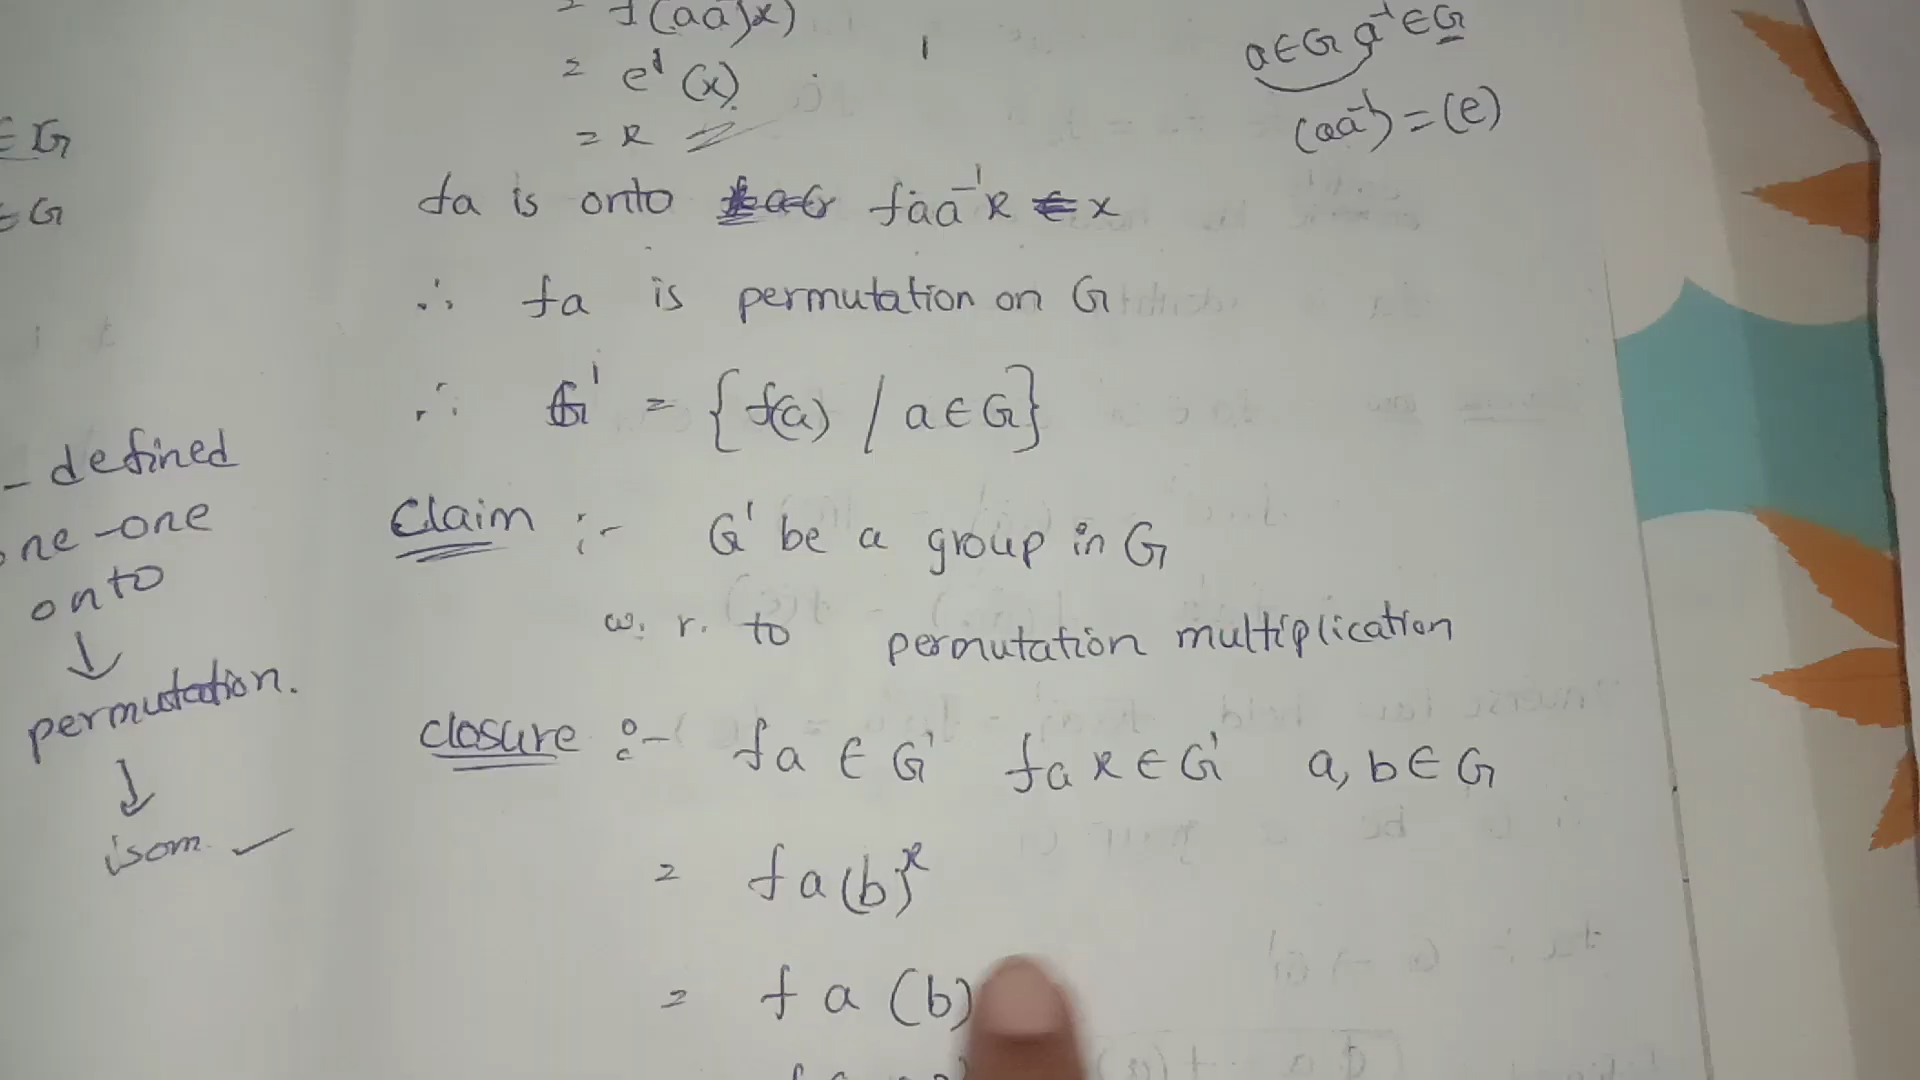 = f(aa⁻)x)
= e¹ (x)
= x
a∈G a⁻¹∈G
(aa⁻¹) = (e)
∈ G
∈ G
fa is onto faa⁻¹x = x
∴ fa is permutation on G
∴ G' = {f(a) / a∈G}
- defined
one-one
onto
↓
permutation.
↓
isom. ✓
Claim :- G' be a group in G
w. r. to permutation multiplication
closure :- fa ∈ G' fa x ∈ G' a, b ∈ G
= fa(b)x
= f a (b)